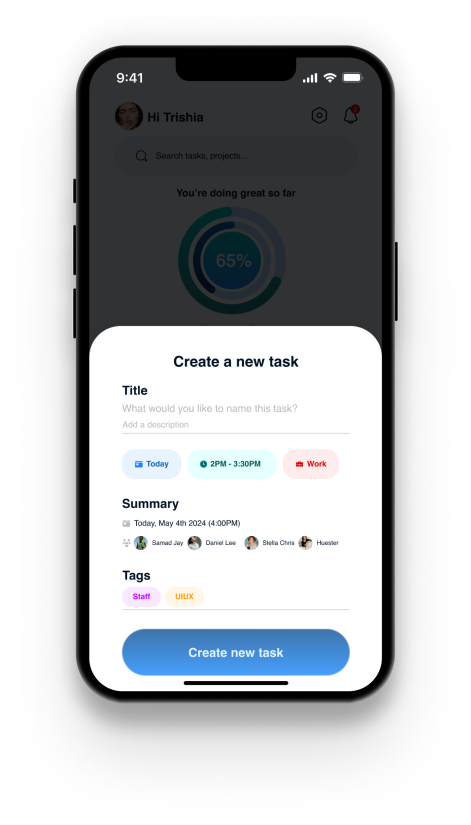 9:41
Hi Trishia
2
Search tasks, projects...
You're doing great so far
65%
Create a new task
Title
What would you like to name this task?
Add a description
Today 2PM - 3:30PM Work
Summary
Today, May 4th 2024 (4:00PM)
Samad Jay Daniel Lee Stella Chris Huester
Tags
Staff UIUX
Create new task